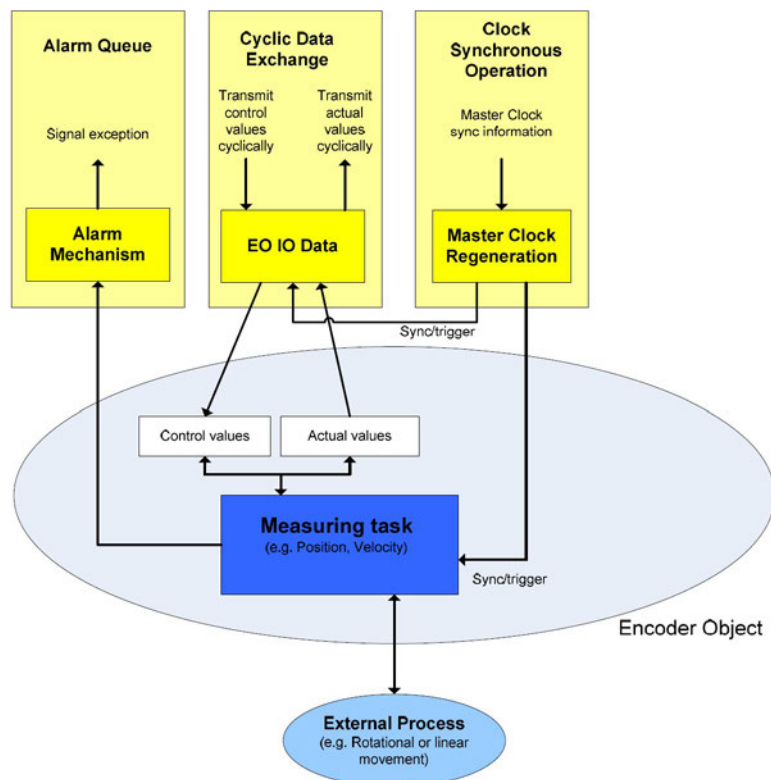 Alarm Queue
Signal exception
Alarm
Mechanism
Cyclic Data
Exchange
Transmit
control
values
cyclically
Transmit
actual
values
cyclically
EO IO Data
Clock
Synchronous
Operation
Master Clock
sync information
Master Clock
Regeneration
Sync/trigger
Control values
Actual values
Measuring task
(e.g. Position, Velocity)
Sync/trigger
Encoder Object
External Process
(e.g. Rotational or linear
movement)